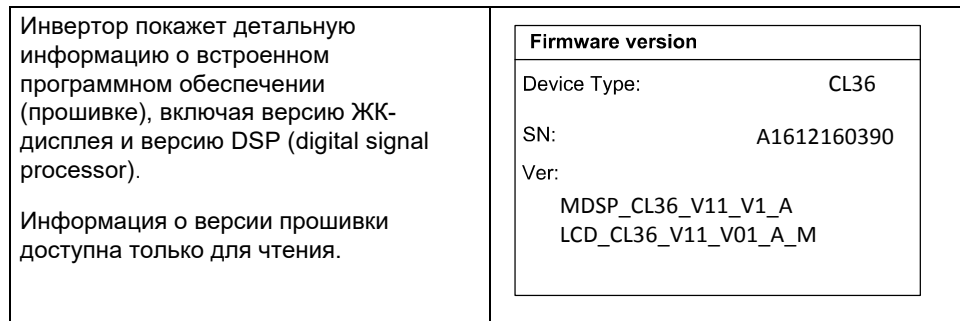 Инвертор покажет детальную
информацию о встроенном
программном обеспечении
(прошивке), включая версию ЖК-
дисплея и версию DSP (digital signal
processor).
Информация о версии прошивки
доступна только для чтения.
Firmware version
Device Type: CL36
SN: A1612160390
Ver:
MDSP_CL36_V11_V1_A
LCD_CL36_V11_V01_A_M